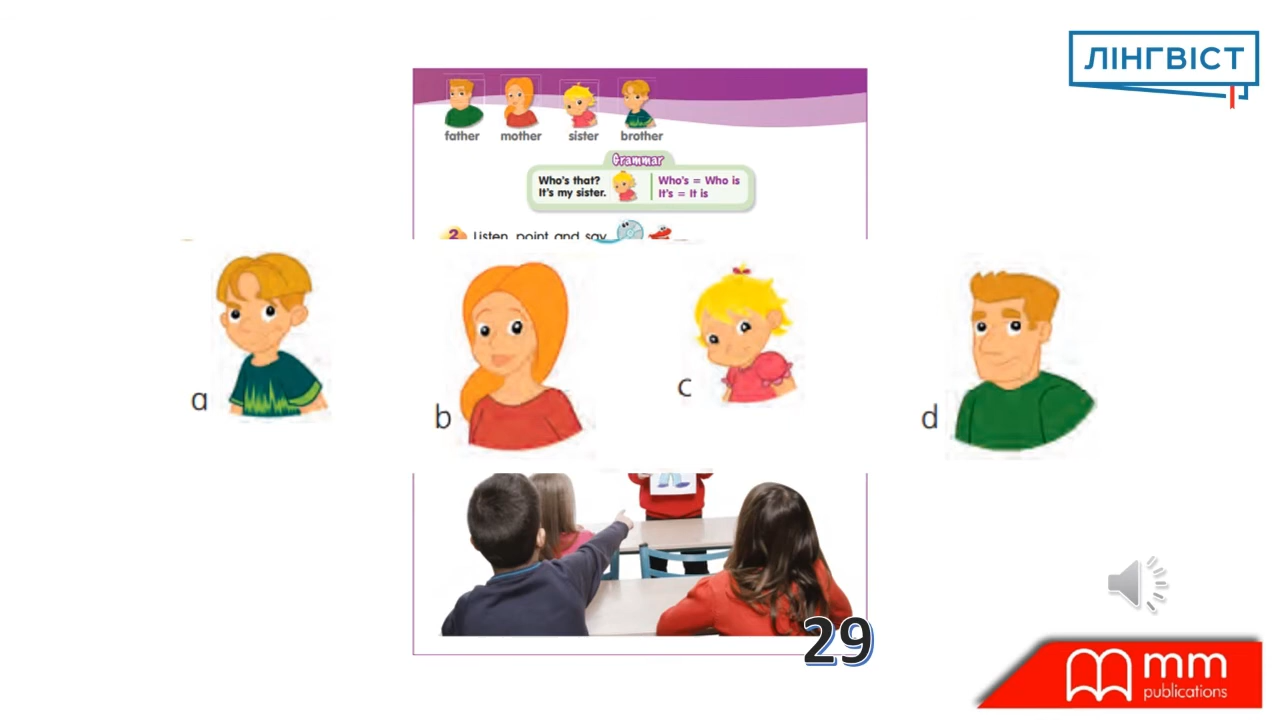 ЛІНГВІСТ
father mother sister brother
Grammar
Who's that? Who's = Who is
It's my sister. It's = It is
2 Listen, point and say
a b c d
29
mm
publications